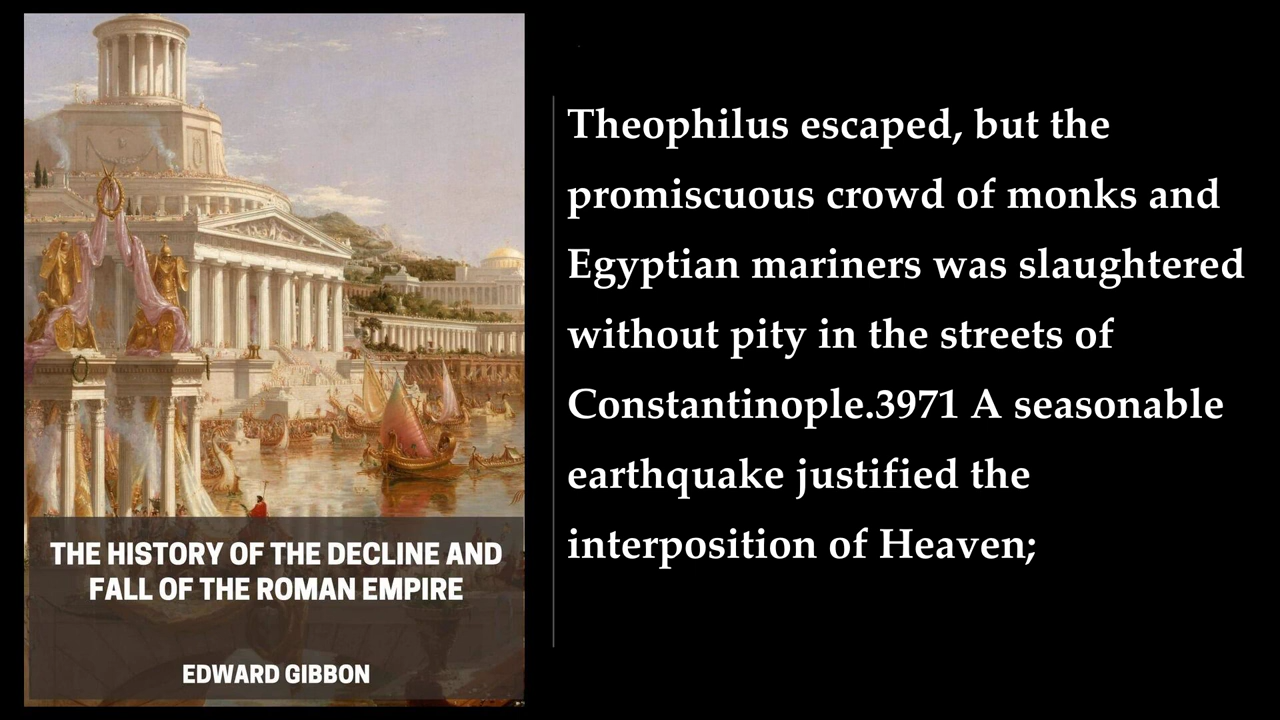 THE HISTORY OF THE DECLINE AND
FALL OF THE ROMAN EMPIRE
EDWARD GIBBON
Theophilus escaped, but the
promiscuous crowd of monks and
Egyptian mariners was slaughtered
without pity in the streets of
Constantinople.3971 A seasonable
earthquake justified the
interposition of Heaven;